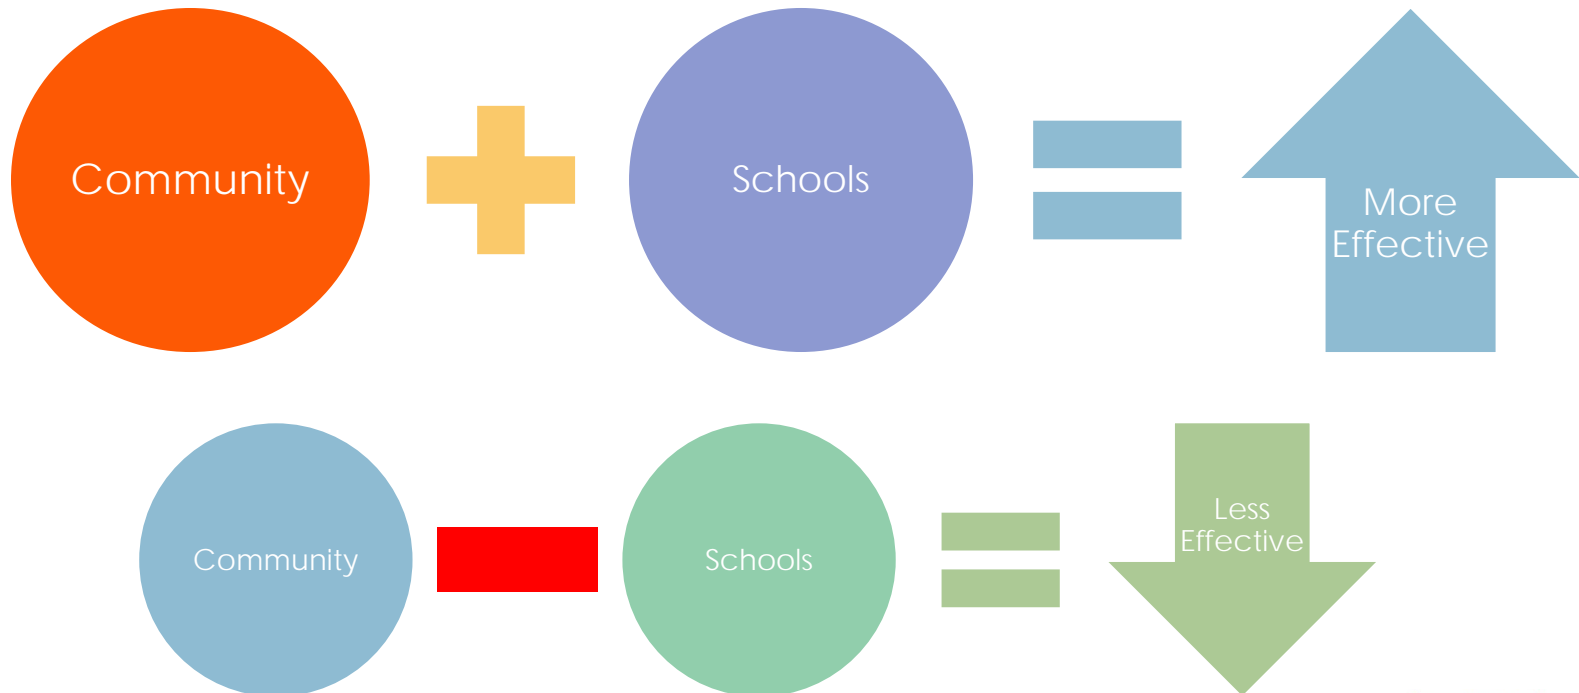 Community
Schools
More
Effective
Community
Schools
Less
Effective